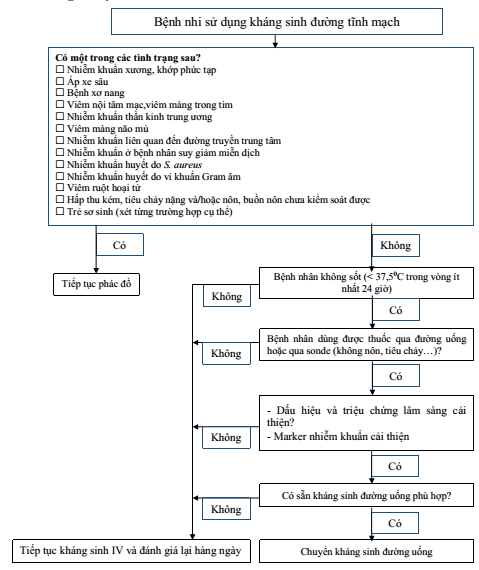 Bệnh nhi sử dụng kháng sinh đường tĩnh mạch
Có một trong các tình trạng sau?
☐ Nhiễm khuẩn xương, khớp phức tạp
☐ Áp xe sâu
☐ Bệnh xơ nang
☐ Viêm nội tâm mạc,viêm màng trong tim
☐ Nhiễm khuẩn thần kinh trung ương
☐ Viêm màng não mủ
☐ Nhiễm khuẩn liên quan đến đường truyền trung tâm
☐ Nhiễm khuẩn ở bệnh nhân suy giảm miễn dịch
☐ Nhiễm khuẩn huyết do S. aureus
☐ Nhiễm khuẩn huyết do vi khuẩn Gram âm
☐ Viêm ruột hoại tử
☐ Hấp thu kém, tiêu chảy nặng và/hoặc nôn, buồn nôn chưa kiểm soát được
☐ Trẻ sơ sinh (xét từng trường hợp cụ thể)
Có
Không
Tiếp tục phác đồ
Bệnh nhân không sốt (< 37,5⁰C trong vòng ít
nhất 24 giờ)
Không
Có
Bệnh nhân dùng được thuốc qua đường uống
hoặc qua sonde (không nôn, tiêu chảy…)?
Không
Có
- Dấu hiệu và triệu chứng lâm sàng cải
thiện?
- Marker nhiễm khuẩn cải thiện
Không
Có
Có sẵn kháng sinh đường uống phù hợp?
Không
Có
Tiếp tục kháng sinh IV và đánh giá lại hàng ngày
Chuyển kháng sinh đường uống